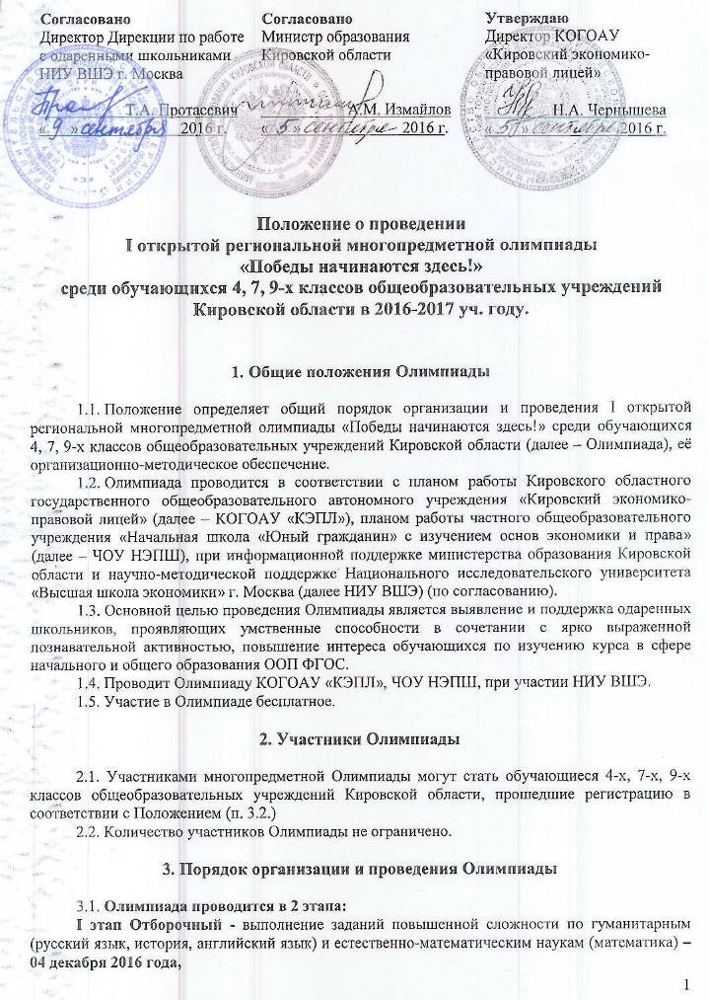 Согласовано
Директор Дирекции по работе
с одаренными школьниками
НИУ ВШЭ г. Москва
Т.А. Протасевич
« 9 » сентября 2016 г.
Согласовано
Министр образования
Кировской области
А.М. Измайлов
« 5 » сентября 2016 г.
Утверждаю
Директор КОГОАУ
«Кировский экономико-
правовой лицей»
Н.А. Чернышева
« 5 » сентября 2016 г.
Положение о проведении
I открытой региональной многопредметной олимпиады
«Победы начинаются здесь!»
среди обучающихся 4, 7, 9-х классов общеобразовательных учреждений
Кировской области в 2016-2017 уч. году.
1. Общие положения Олимпиады
1.1. Положение определяет общий порядок организации и проведения I открытой
региональной многопредметной олимпиады «Победы начинаются здесь!» среди обучающихся
4, 7, 9-х классов общеобразовательных учреждений Кировской области (далее – Олимпиада), её
организационно-методическое обеспечение.
1.2. Олимпиада проводится в соответствии с планом работы Кировского областного
государственного общеобразовательного автономного учреждения «Кировский экономико-
правовой лицей» (далее – КОГОАУ «КЭПЛ»), планом работы частного общеобразовательного
учреждения «Начальная школа «Юный гражданин» с изучением основ экономики и права»
(далее – ЧОУ НЭПШ), при информационной поддержке министерства образования Кировской
области и научно-методической поддержке Национального исследовательского университета
«Высшая школа экономики» г. Москва (далее НИУ ВШЭ) (по согласованию).
1.3. Основной целью проведения Олимпиады является выявление и поддержка одаренных
школьников, проявляющих умственные способности в сочетании с ярко выраженной
познавательной активностью, повышение интереса обучающихся по изучению курса в сфере
начального и общего образования ООП ФГОС.
1.4. Проводит Олимпиаду КОГОАУ «КЭПЛ», ЧОУ НЭПШ, при участии НИУ ВШЭ.
1.5. Участие в Олимпиаде бесплатное.
2. Участники Олимпиады
2.1. Участниками многопредметной Олимпиады могут стать обучающиеся 4-х, 7-х, 9-х
классов общеобразовательных учреждений Кировской области, прошедшие регистрацию в
соответствии с Положением (п. 3.2.)
2.2. Количество участников Олимпиады не ограничено.
3. Порядок организации и проведения Олимпиады
3.1. Олимпиада проводится в 2 этапа:
I этап Отборочный - выполнение заданий повышенной сложности по гуманитарным
(русский язык, история, английский язык) и естественно-математическим наукам (математика) –
04 декабря 2016 года,
1